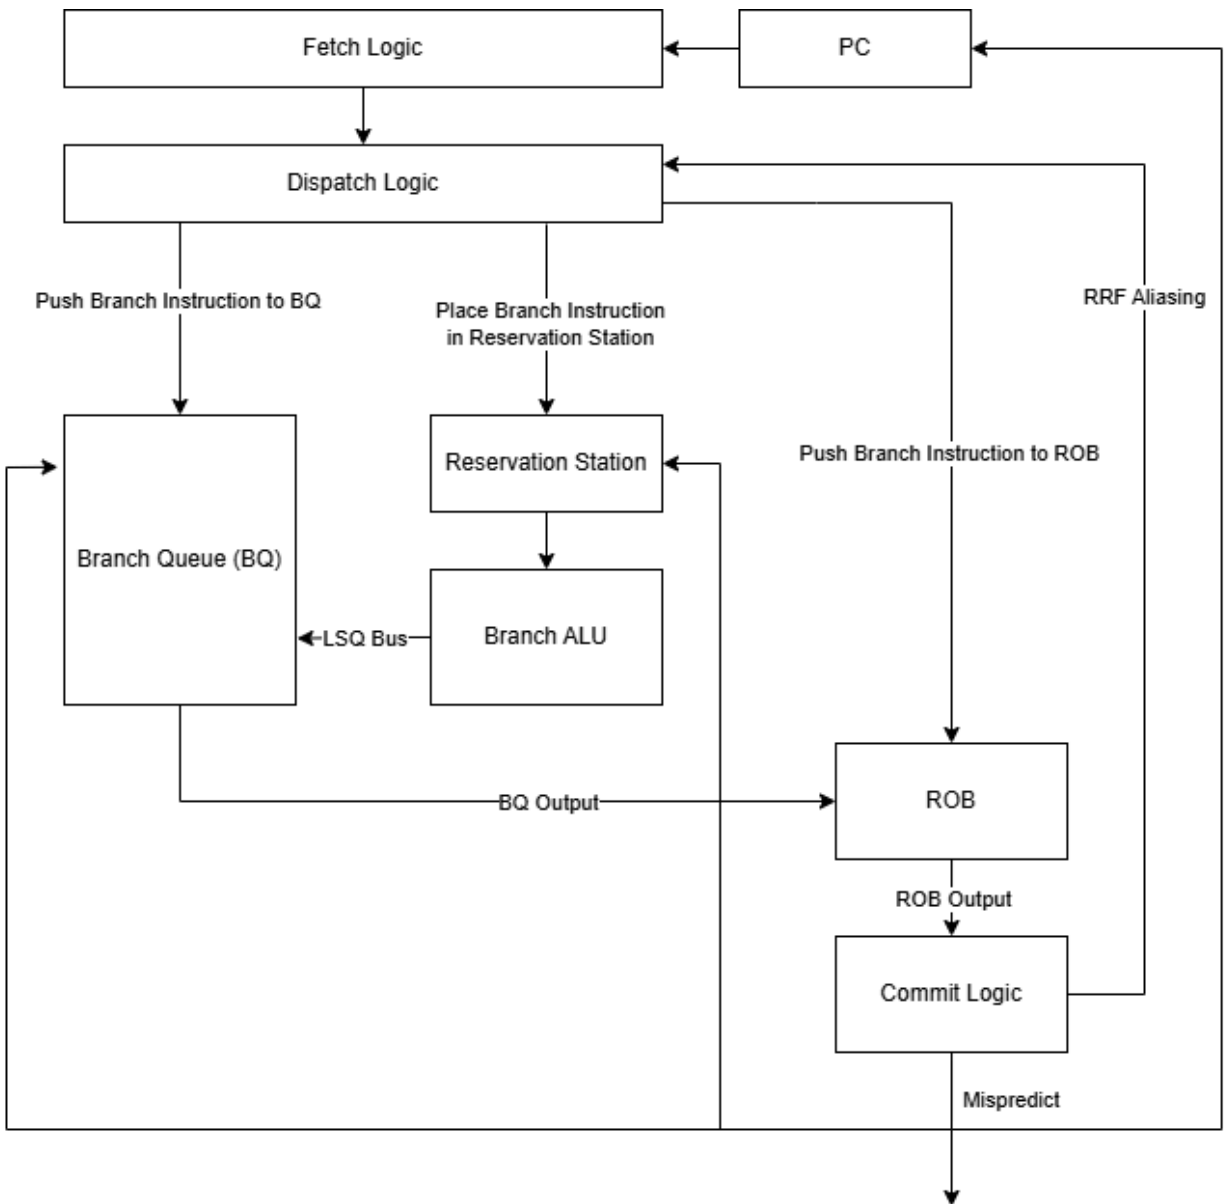 Fetch Logic
PC
Dispatch Logic
Push Branch Instruction to BQ
Place Branch Instruction
in Reservation Station
RRF Aliasing
Reservation Station
Push Branch Instruction to ROB
Branch Queue (BQ)
LSQ Bus
Branch ALU
BQ Output
ROB
ROB Output
Commit Logic
Mispredict